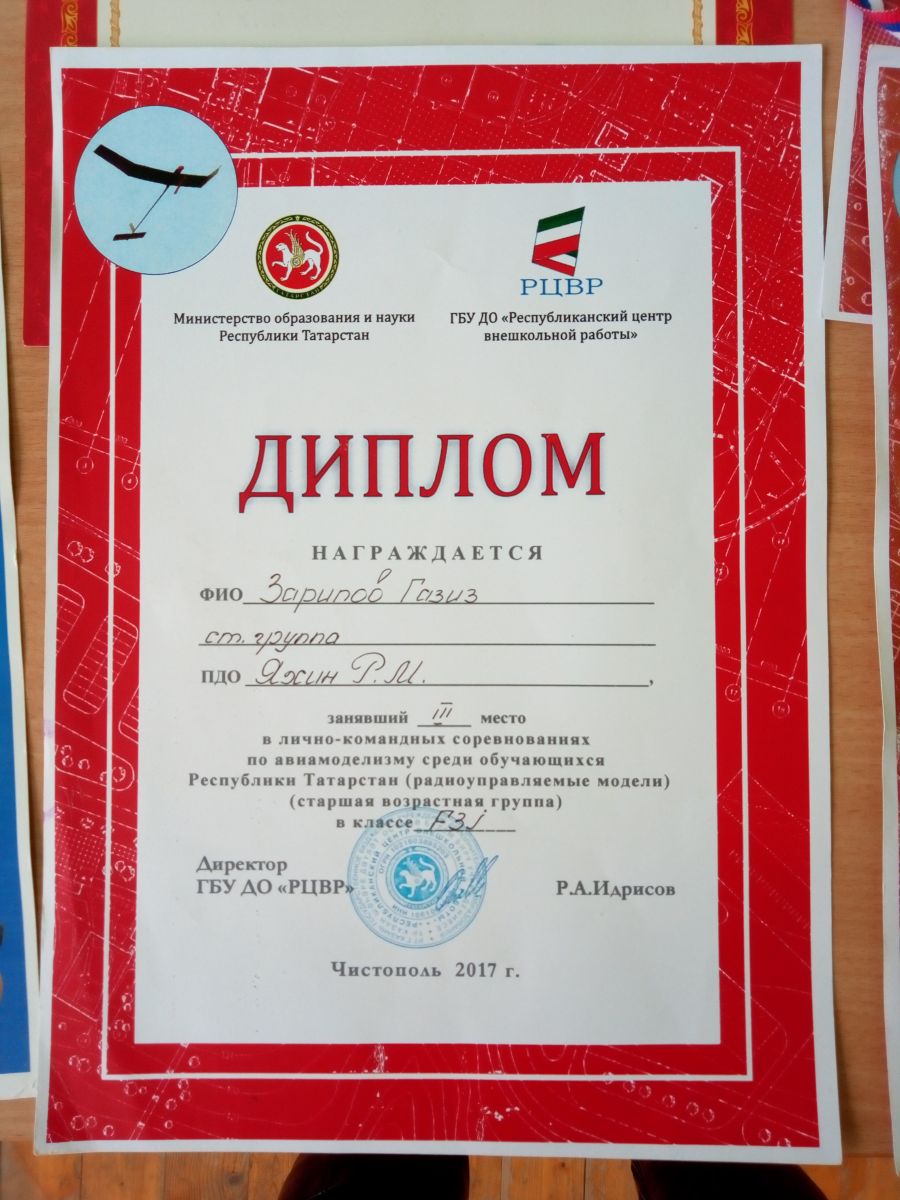 ТАТАРСТАН
РЦВР
Министерство образования и науки
Республики Татарстан
ГБУ ДО «Республиканский центр
внешкольной работы»
ДИПЛОМ
НАГРАЖДАЕТСЯ
ФИО Зарипов Газиз
ст. группа
ПДО Яхин Р.М.,
занявший III место
в лично-командных соревнованиях
по авиамоделизму среди обучающихся
Республики Татарстан (радиоуправляемые модели)
(старшая возрастная группа)
в классе F3j
Директор
ГБУ ДО «РЦВР»
Р.А.Идрисов
Чистополь 2017 г.